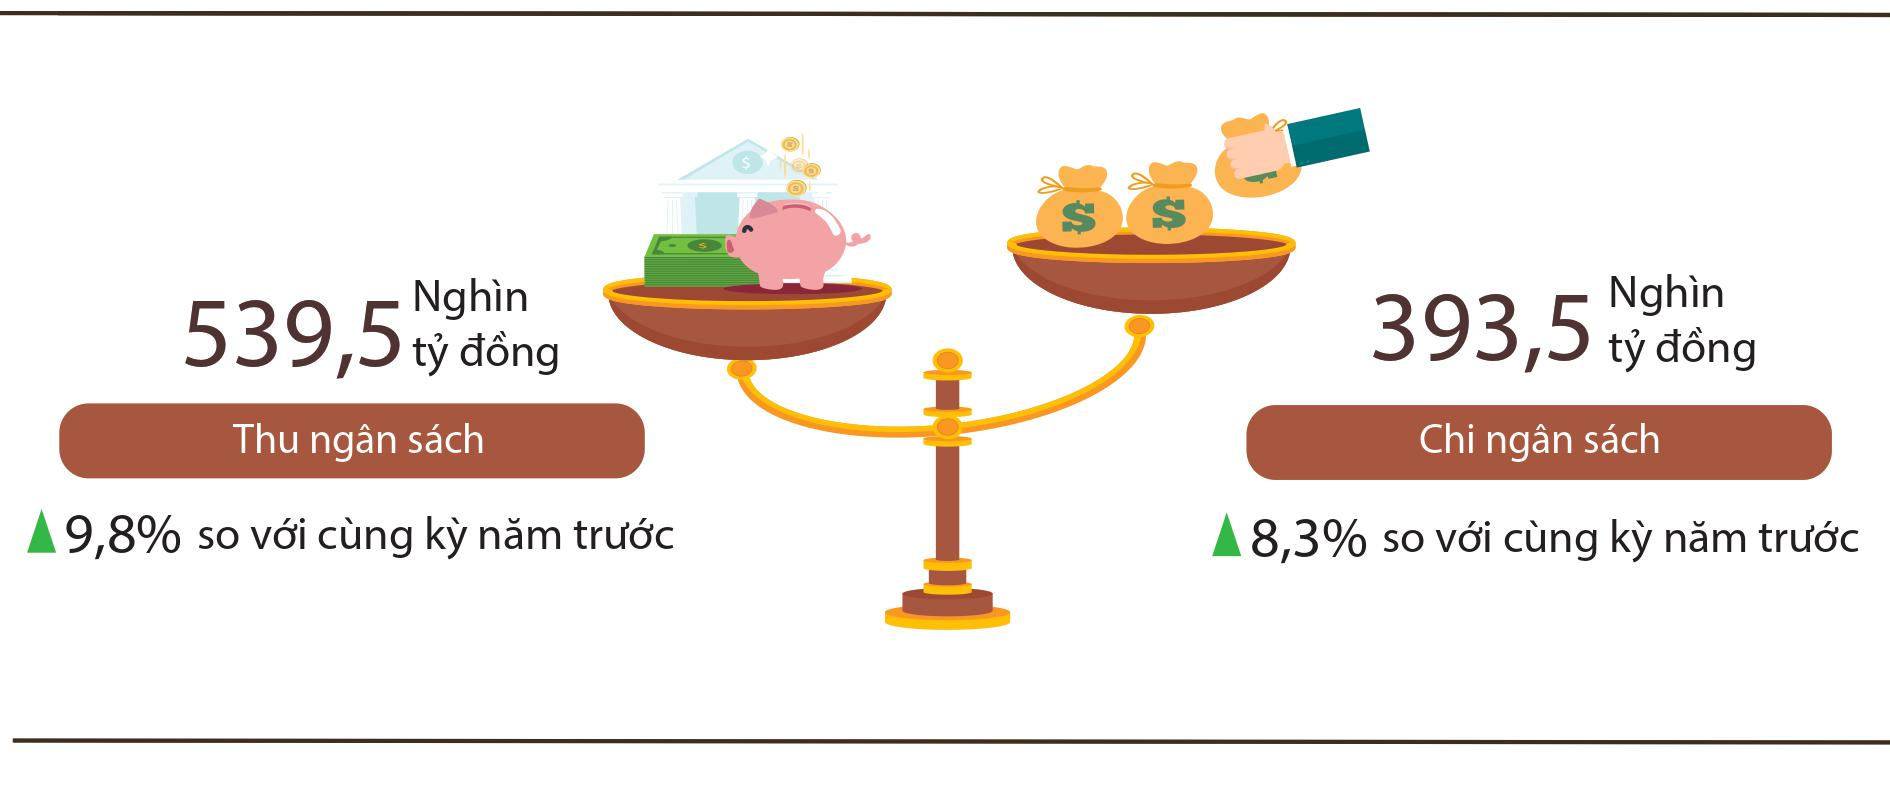 539,5 Nghìn
tỷ đồng
Thu ngân sách
9,8% so với cùng kỳ năm trước
$
$
$
$
$
393,5 Nghìn
tỷ đồng
Chi ngân sách
8,3% so với cùng kỳ năm trước